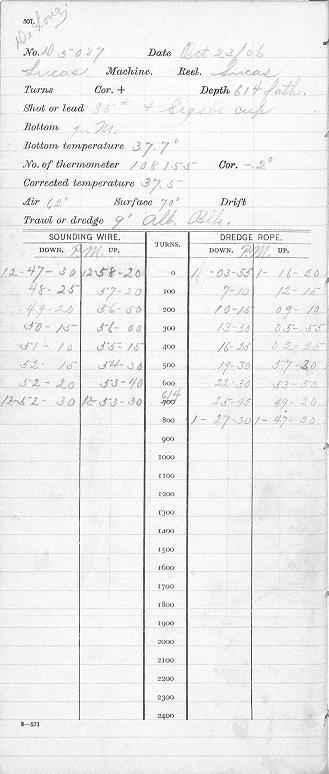 507.
De Long.
No. D5087 Date Oct 23/06
Lucas Machine. Reel. Lucas
Turns Cor. + Depth 614 fath.
Shot or lead 35# + Sigsbe cup
Bottom gn M.
Bottom temperature 37.7°
No. of thermometer 108155 Cor. -.2°
Corrected temperature 37.5
Air 62° Surface 70° Drift
Trawl or dredge 9' Alb. Blk.
SOUNDING WIRE. TURNS. DREDGE ROPE.
DOWN. P.M. UP. DOWN. P.M. UP.
12-47-30 12-58-20 0 1 -03-55 1- 16-20
48-25 57-30 100 7-10 12-15
49-20 56-50 200 10-15 09-10
50-15 56-00 300 13-30 05-55
51-10 55-15 400 16-25 02-25
52-15 54-30 500 19-30 57-30
52-20 53-40 600 22-30 53-50
12-52-30 12-53-30 614 700 25-45 49-20
800 1-27-30 1-47-30
900
1000
1100
1200
1300
1400
1500
1600
1700
1800
1900
2000
2100
2200
2300
2400